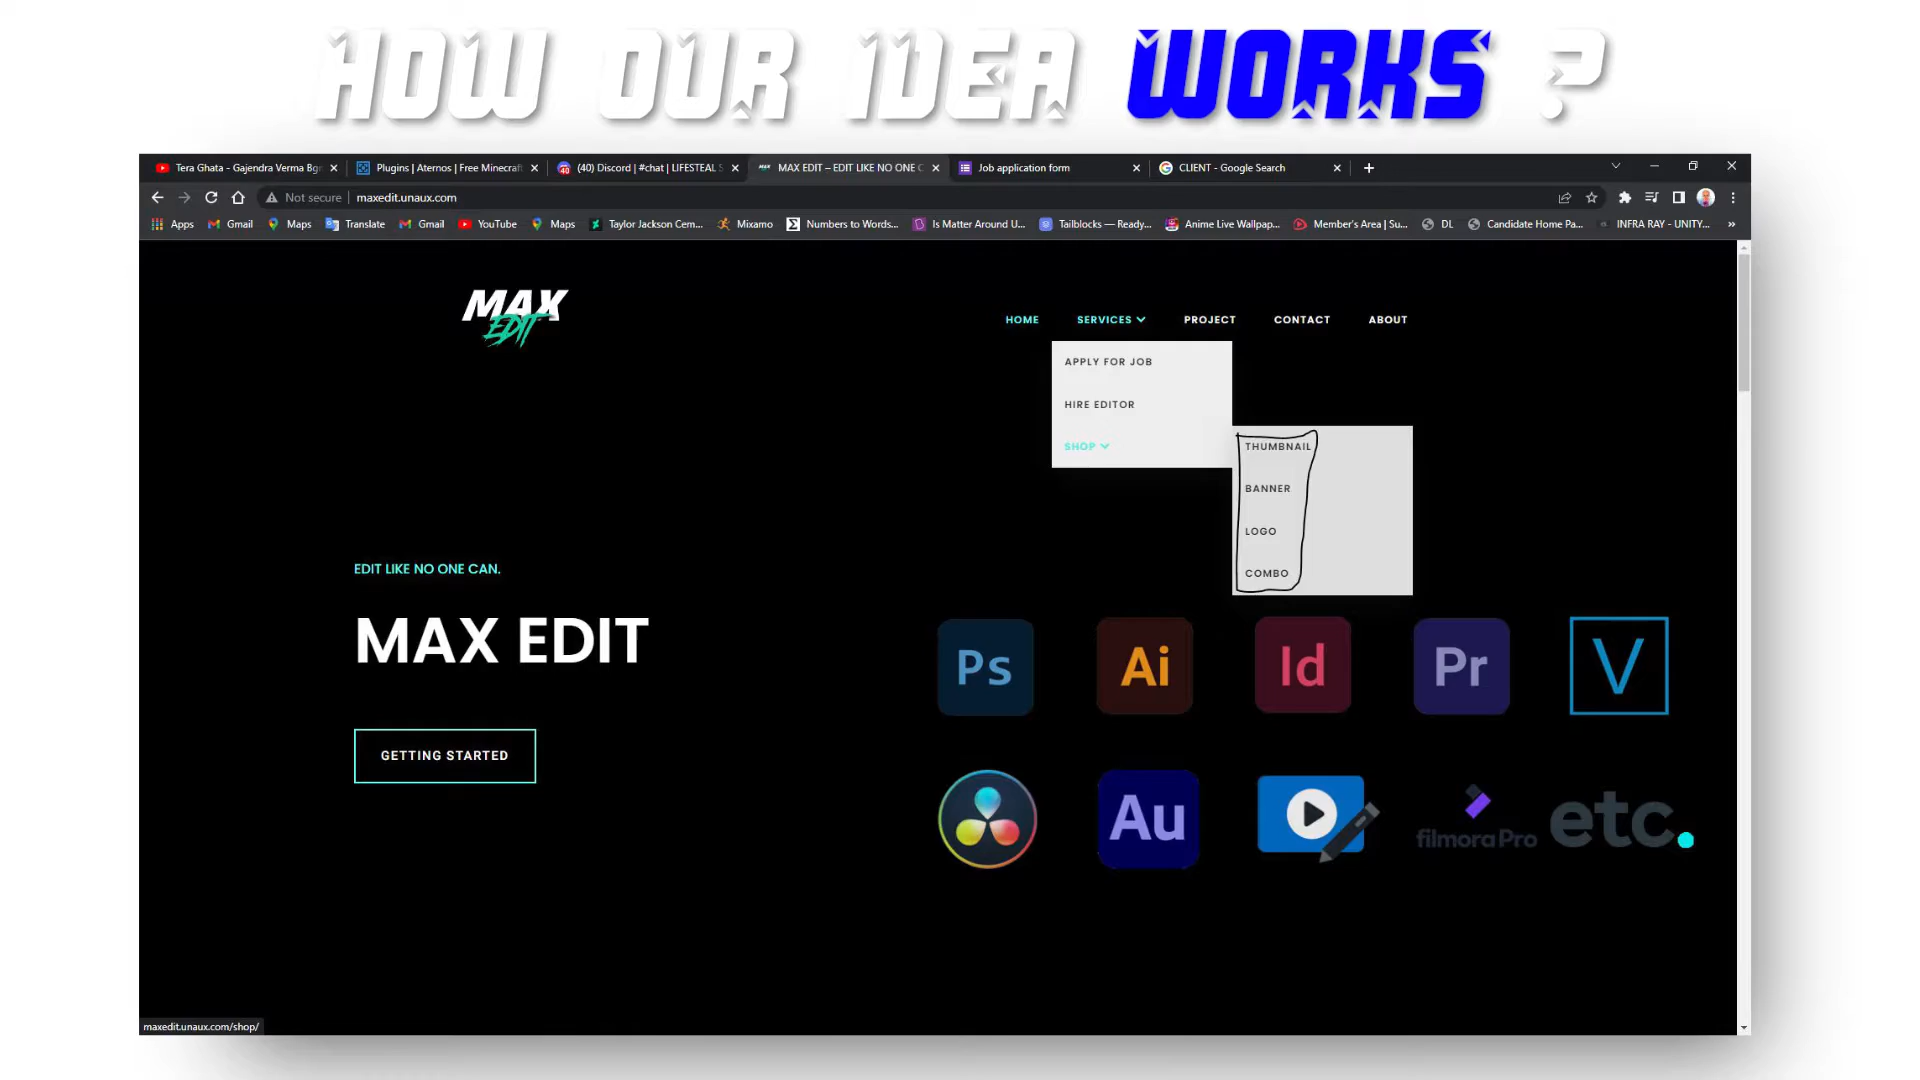 HOW OUR IDEA WORKS ?
Tera Ghata - Gajendra Verma Bgr
Plugins | Aternos | Free Minecraft
(40) Discord | #chat | LIFESTEAL S
MAX EDIT – EDIT LIKE NO ONE C
Job application form
CLIENT - Google Search
Not secure | maxedit.unaux.com
Apps Gmail Maps Translate Gmail YouTube Maps Taylor Jackson Cem... Mixamo Numbers to Words... Is Matter Around U... Tailblocks — Ready... Anime Live Wallpap... Member's Area | Su... DL Candidate Home Pa... INFRA RAY - UNITY... »
MAX
EDIT
HOME SERVICES PROJECT CONTACT ABOUT
APPLY FOR JOB
HIRE EDITOR
SHOP
THUMBNAIL
BANNER
LOGO
COMBO
EDIT LIKE NO ONE CAN.
MAX EDIT
GETTING STARTED
Ps Ai Id Pr V
Au filmora Pro etc.
maxedit.unaux.com/shop/